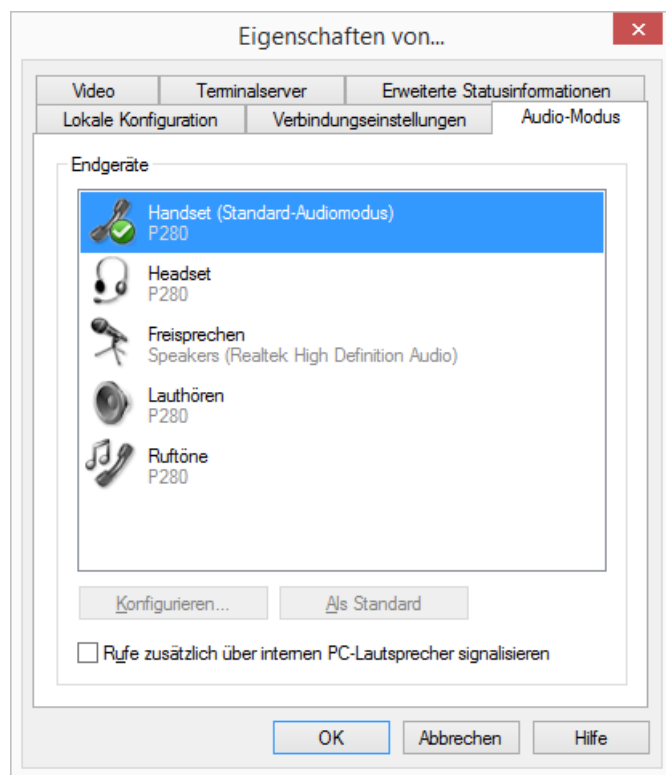 Eigenschaften von...
Video
Terminalserver
Erweiterte Statusinformationen
Lokale Konfiguration
Verbindungseinstellungen
Audio-Modus
Endgeräte
Handset (Standard-Audiomodus)
P280
Headset
P280
Freisprechen
Speakers (Realtek High Definition Audio)
Lauthören
P280
Ruftöne
P280
Konfigurieren...
Als Standard
Rufe zusätzlich über internen PC-Lautsprecher signalisieren
OK
Abbrechen
Hilfe